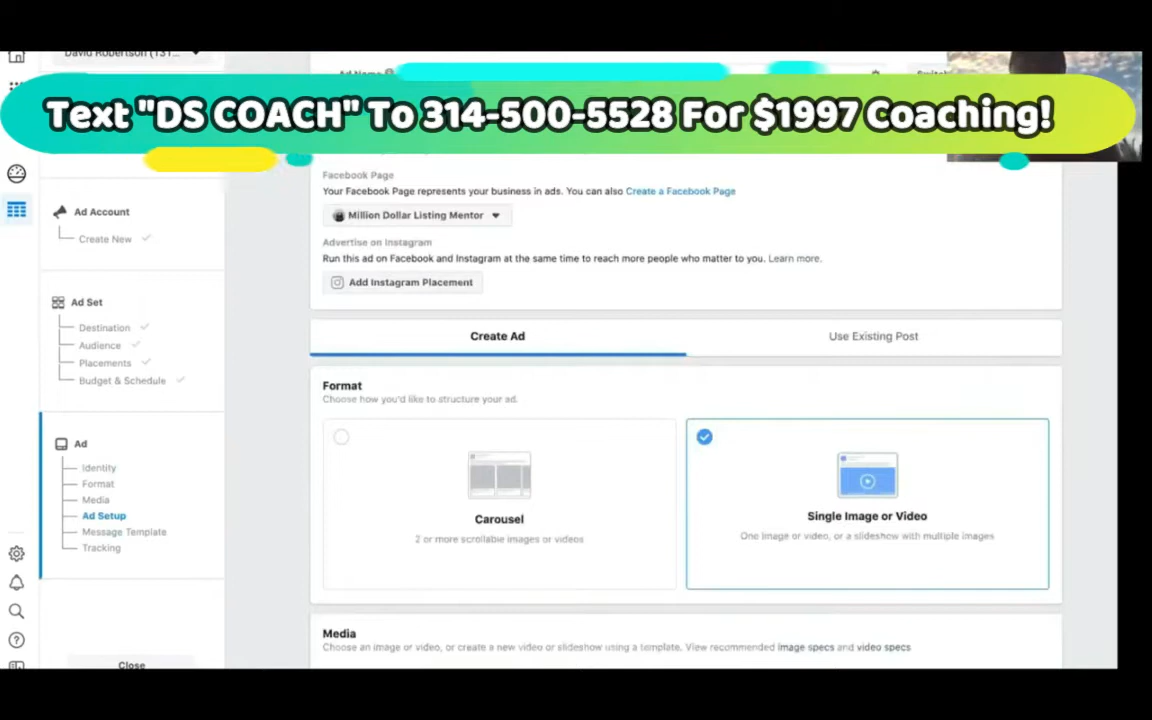 David Robertson (131...
Ad Name
Text "DS COACH" To 314-500-5528 For $1997 Coaching!
Facebook Page
Your Facebook Page represents your business in ads. You can also Create a Facebook Page
Million Dollar Listing Mentor
Advertise on Instagram
Run this ad on Facebook and Instagram at the same time to reach more people who matter to you. Learn more.
Add Instagram Placement
Ad Account
Create New
Ad Set
Destination
Audience
Placements
Budget & Schedule
Ad
Identity
Format
Media
Ad Setup
Message Template
Tracking
Close
Create Ad
Use Existing Post
Format
Choose how you'd like to structure your ad.
Carousel
2 or more scrollable images or videos
Single Image or Video
One image or video, or a slideshow with multiple images
Media
Choose an image or video, or create a new video or slideshow using a template. View recommended image specs and video specs